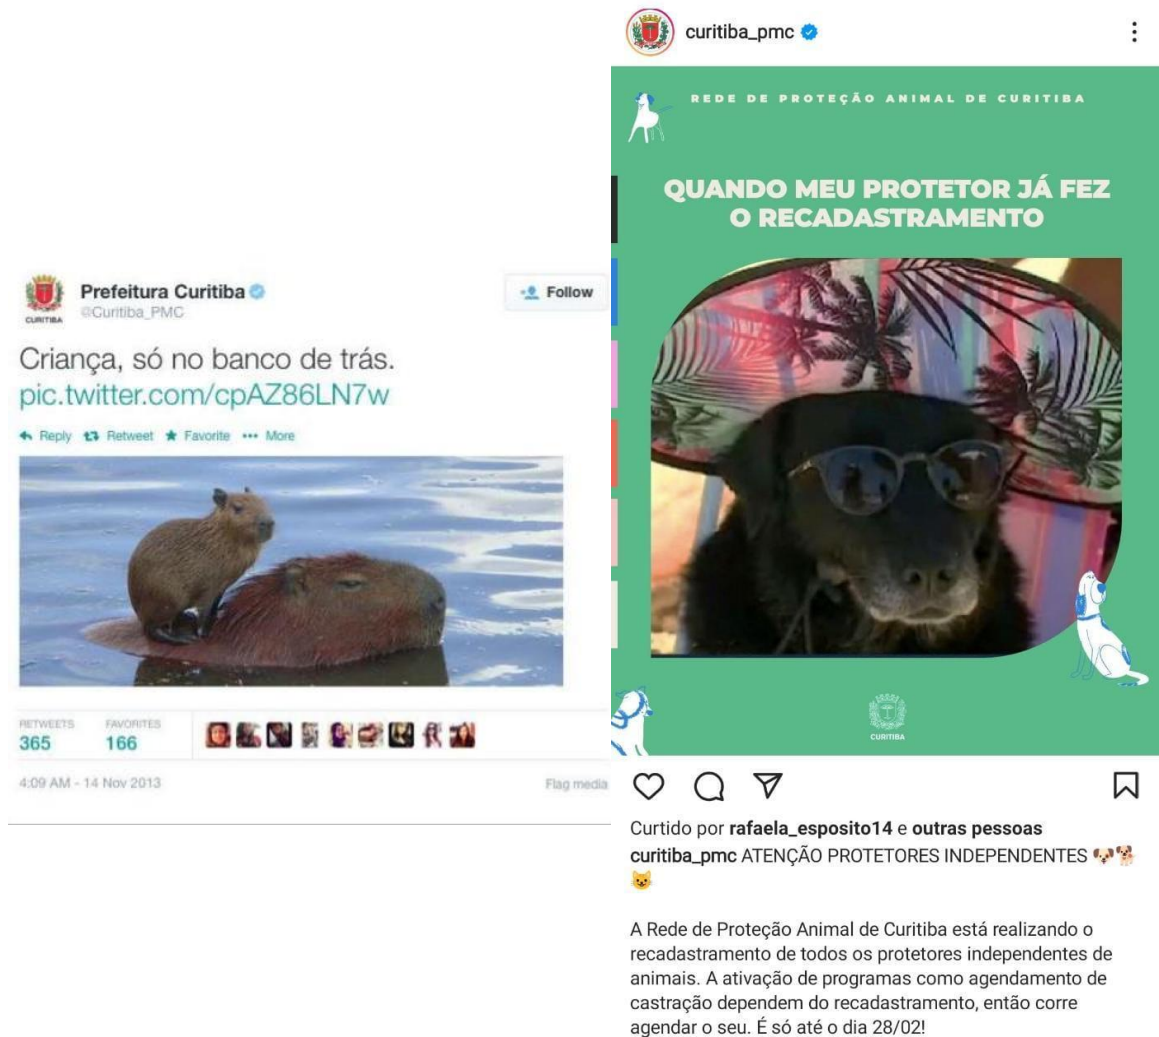 Prefeitura Curitiba
@Curitiba_PMC
CURITIBA
Follow
Criança, só no banco de trás.
pic.twitter.com/cpAZ86LN7w
Reply Retweet Favorite More
RETWEETS FAVORITES
365 166
4:09 AM - 14 Nov 2013
Flag media
curitiba_pmc
REDE DE PROTEÇÃO ANIMAL DE CURITIBA
QUANDO MEU PROTETOR JÁ FEZ
O RECADASTRAMENTO
CURITIBA
Curtido por rafaela_esposito14 e outras pessoas
curitiba_pmc ATENÇÃO PROTETORES INDEPENDENTES 🐶🐕
😺
A Rede de Proteção Animal de Curitiba está realizando o
recadastramento de todos os protetores independentes de
animais. A ativação de programas como agendamento de
castração dependem do recadastramento, então corre
agendar o seu. É só até o dia 28/02!